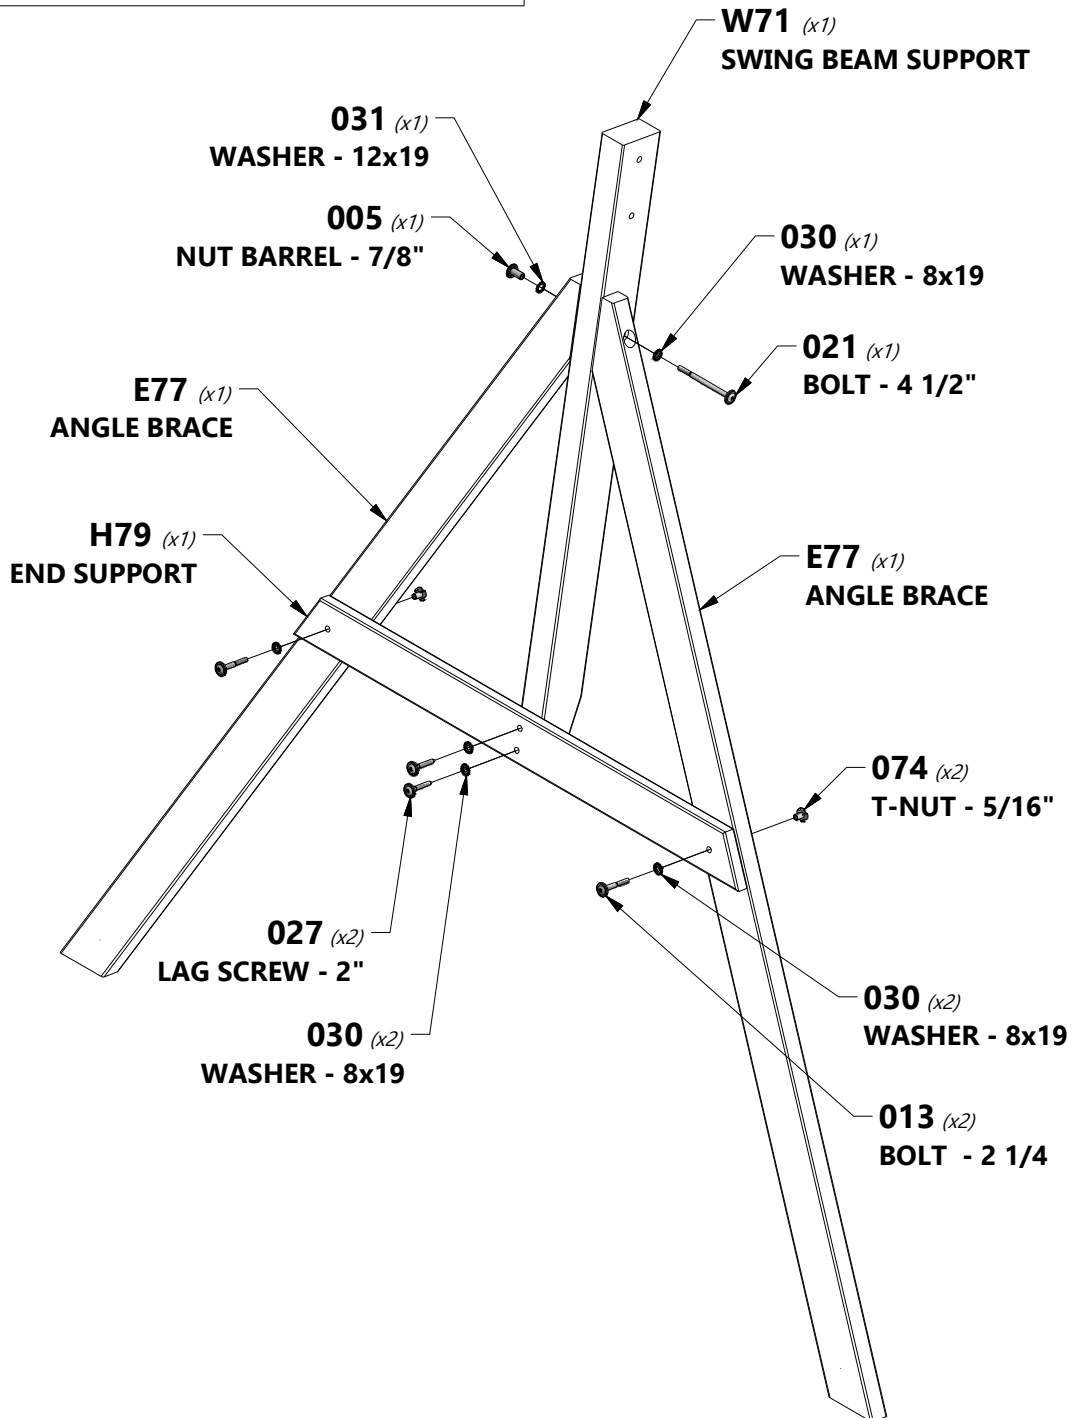 W71 (x1)
SWING BEAM SUPPORT
031 (x1)
WASHER - 12x19
005 (x1)
NUT BARREL - 7/8"
030 (x1)
WASHER - 8x19
021 (x1)
BOLT - 4 1/2"
E77 (x1)
ANGLE BRACE
H79 (x1)
END SUPPORT
E77 (x1)
ANGLE BRACE
074 (x2)
T-NUT - 5/16"
027 (x2)
LAG SCREW - 2"
030 (x2)
WASHER - 8x19
030 (x2)
WASHER - 8x19
013 (x2)
BOLT  - 2 1/4